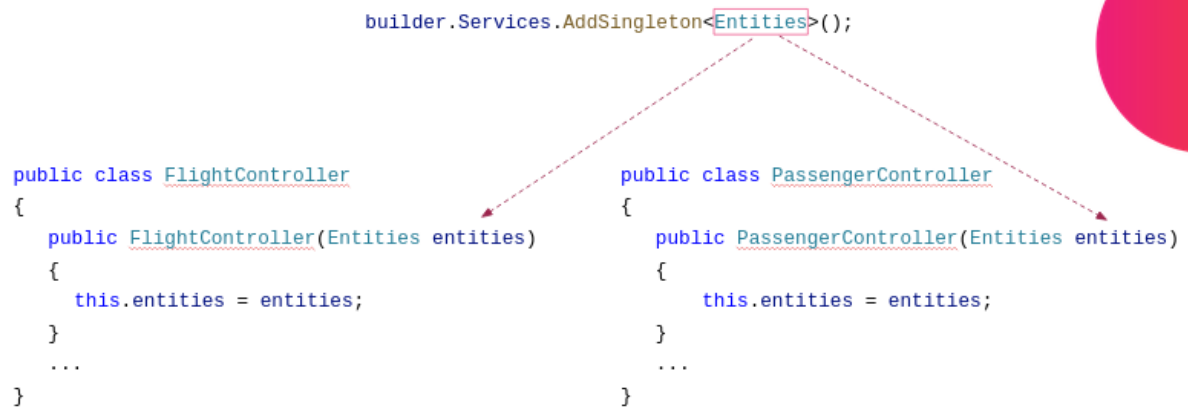 builder.Services.AddSingleton<Entities>();
public class FlightController
{
public FlightController(Entities entities)
{
this.entities = entities;
}
...
}
public class PassengerController
{
public PassengerController(Entities entities)
{
this.entities = entities;
}
...
}